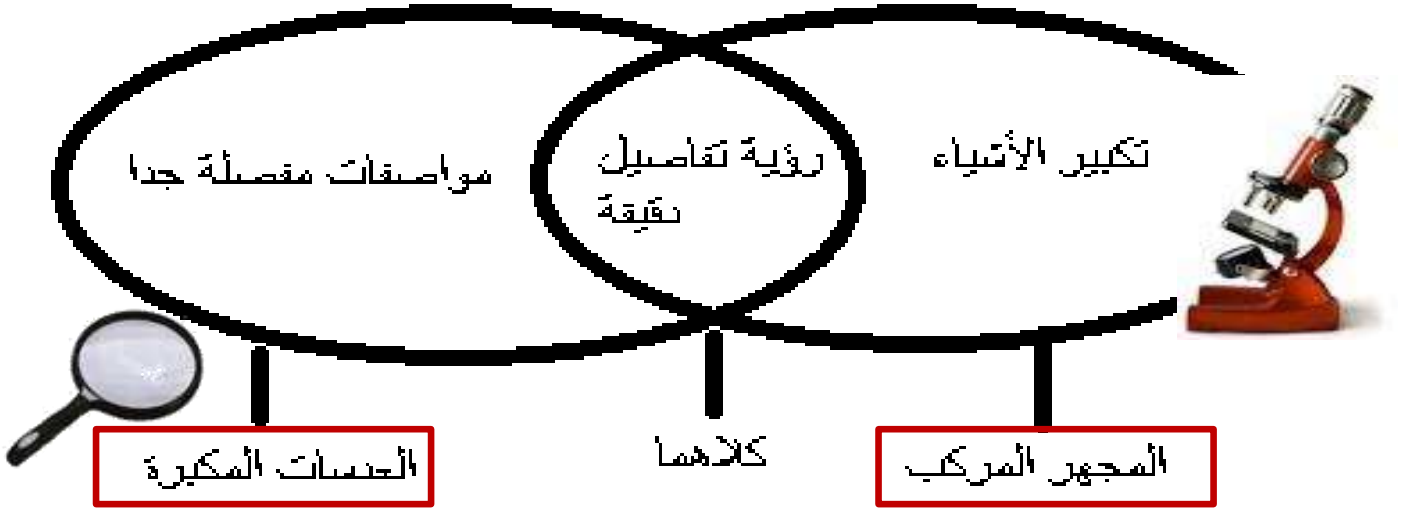 تكبير الأشياء
رؤية تفاصيل
دقيقة
مواصفات مفصلة جدا
المجهر المركب
كلاهما
العدسات المكبرة